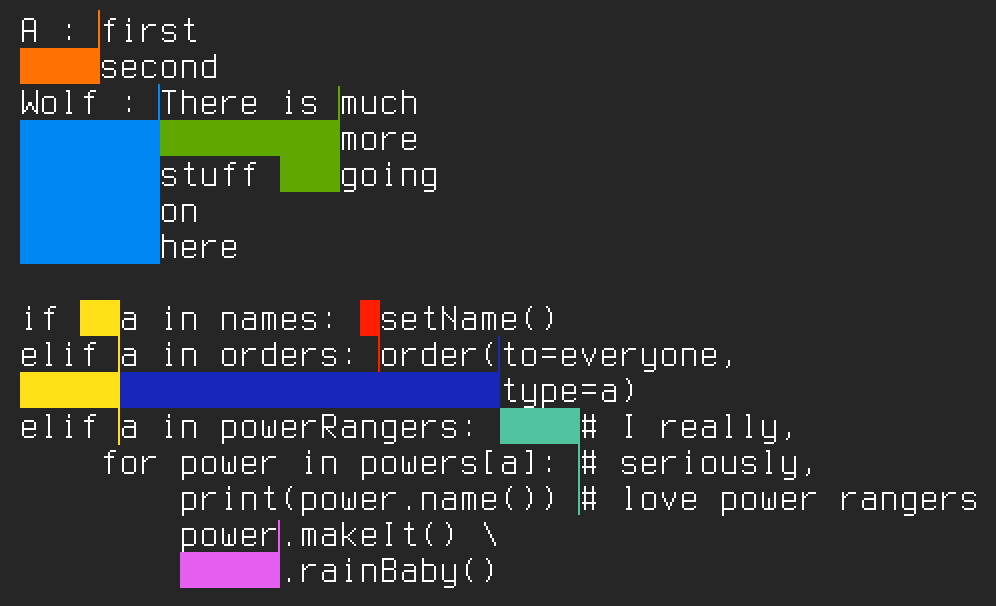 A : first
second
Wolf : There is much
more
stuff going
on
here
if a in names: setName()
elif a in orders: order(to=everyone,
type=a)
elif a in powerRangers: # I really,
for power in powers[a]: # seriously,
print(power.name()) # love power rangers
power.makeIt() \
.rainBaby()